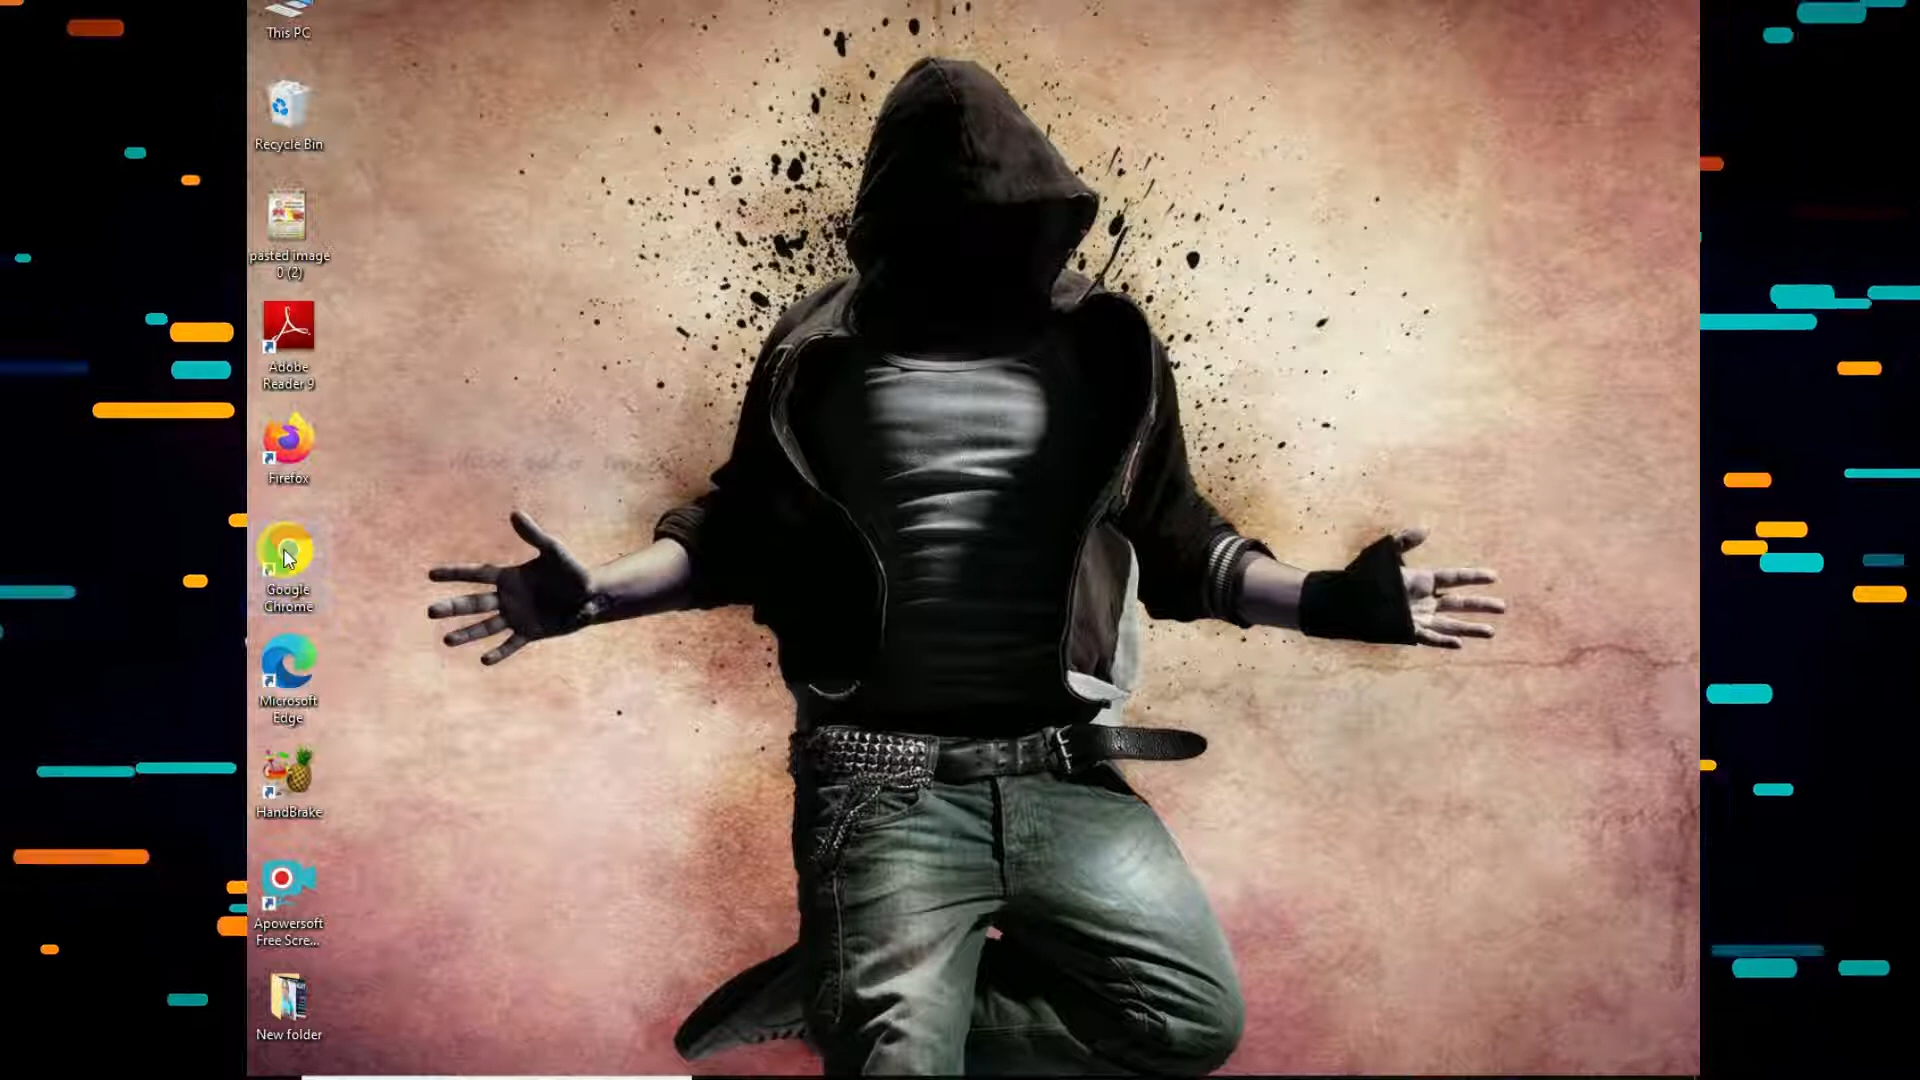 This PC
Recycle Bin
pasted image
0 (2)
Adobe
Reader 9
Firefox
Google
Chrome
Microsoft
Edge
HandBrake
Apowersoft
Free Scre...
New folder